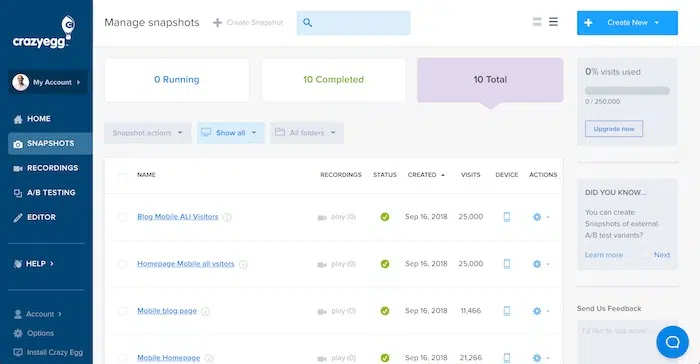 crazyegg
My Account
HOME
SNAPSHOTS
RECORDINGS
A/B TESTING
EDITOR
HELP
Account
Options
Install Crazy Egg
Manage snapshots
Create Snapshot
Create New
0 Running
10 Completed
10 Total
Snapshot actions
Show all
All folders
NAME RECORDINGS STATUS CREATED VISITS DEVICE ACTIONS
Blog Mobile ALl Visitors play (0) Sep 16, 2018 25,000
Homepage Mobile all vsitors play (0) Sep 16, 2018 25,000
Mobile blog page play (0) Sep 16, 2018 11,466
Mobile Homepage play (0) Sep 16, 2018 21,266
0% visits used
0 / 250,000
Upgrade now
DID YOU KNOW...
You can create
Snapshots of external
A/B test variants?
Learn more Next
Send Us Feedback
I'd like to see more